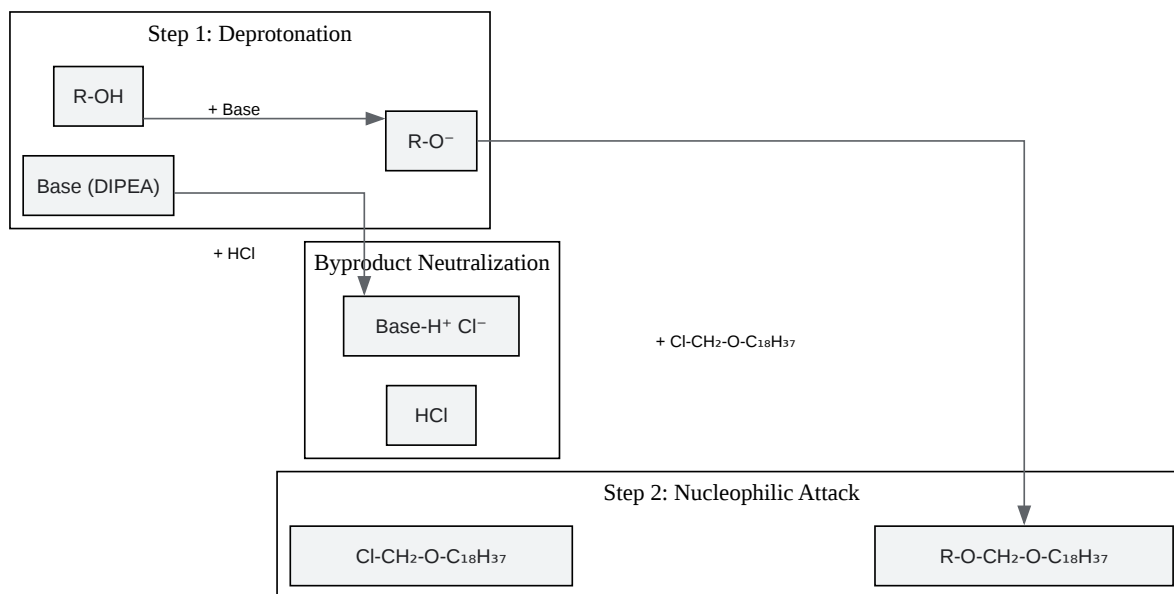 Step 1: Deprotonation
R-OH
+ Base
R-O⁻
Base (DIPEA)
+ HCl
Byproduct Neutralization
Base-H⁺ Cl⁻
+ Cl-CH₂-O-C₁₈H₃₇
HCl
Step 2: Nucleophilic Attack
Cl-CH₂-O-C₁₈H₃₇
R-O-CH₂-O-C₁₈H₃₇